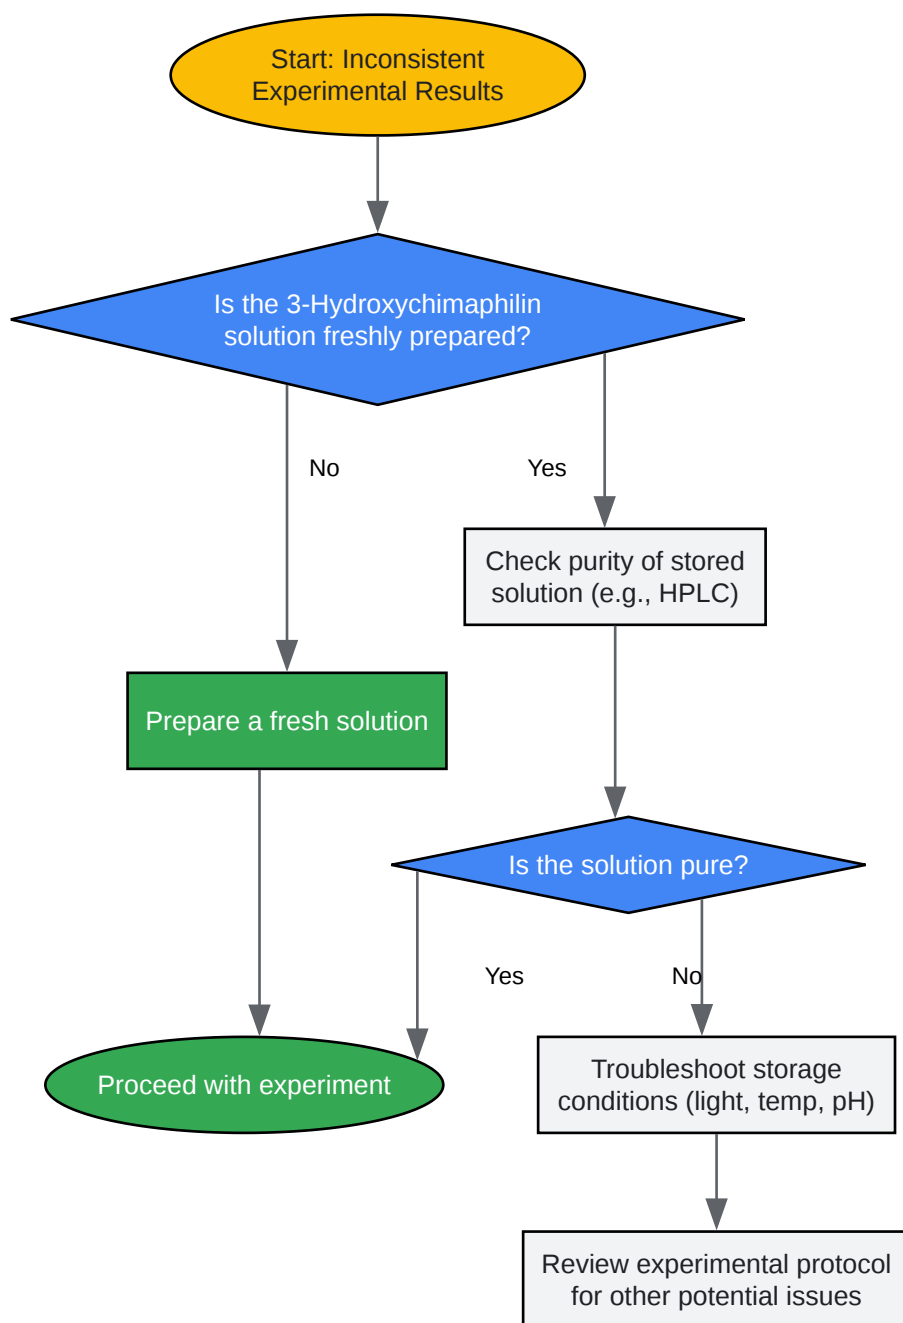 Start: Inconsistent
Experimental Results
Is the 3-Hydroxychimaphilin
solution freshly prepared?
No
Yes
Check purity of stored
solution (e.g., HPLC)
Prepare a fresh solution
Is the solution pure?
Yes
No
Proceed with experiment
Troubleshoot storage
conditions (light, temp, pH)
Review experimental protocol
for other potential issues